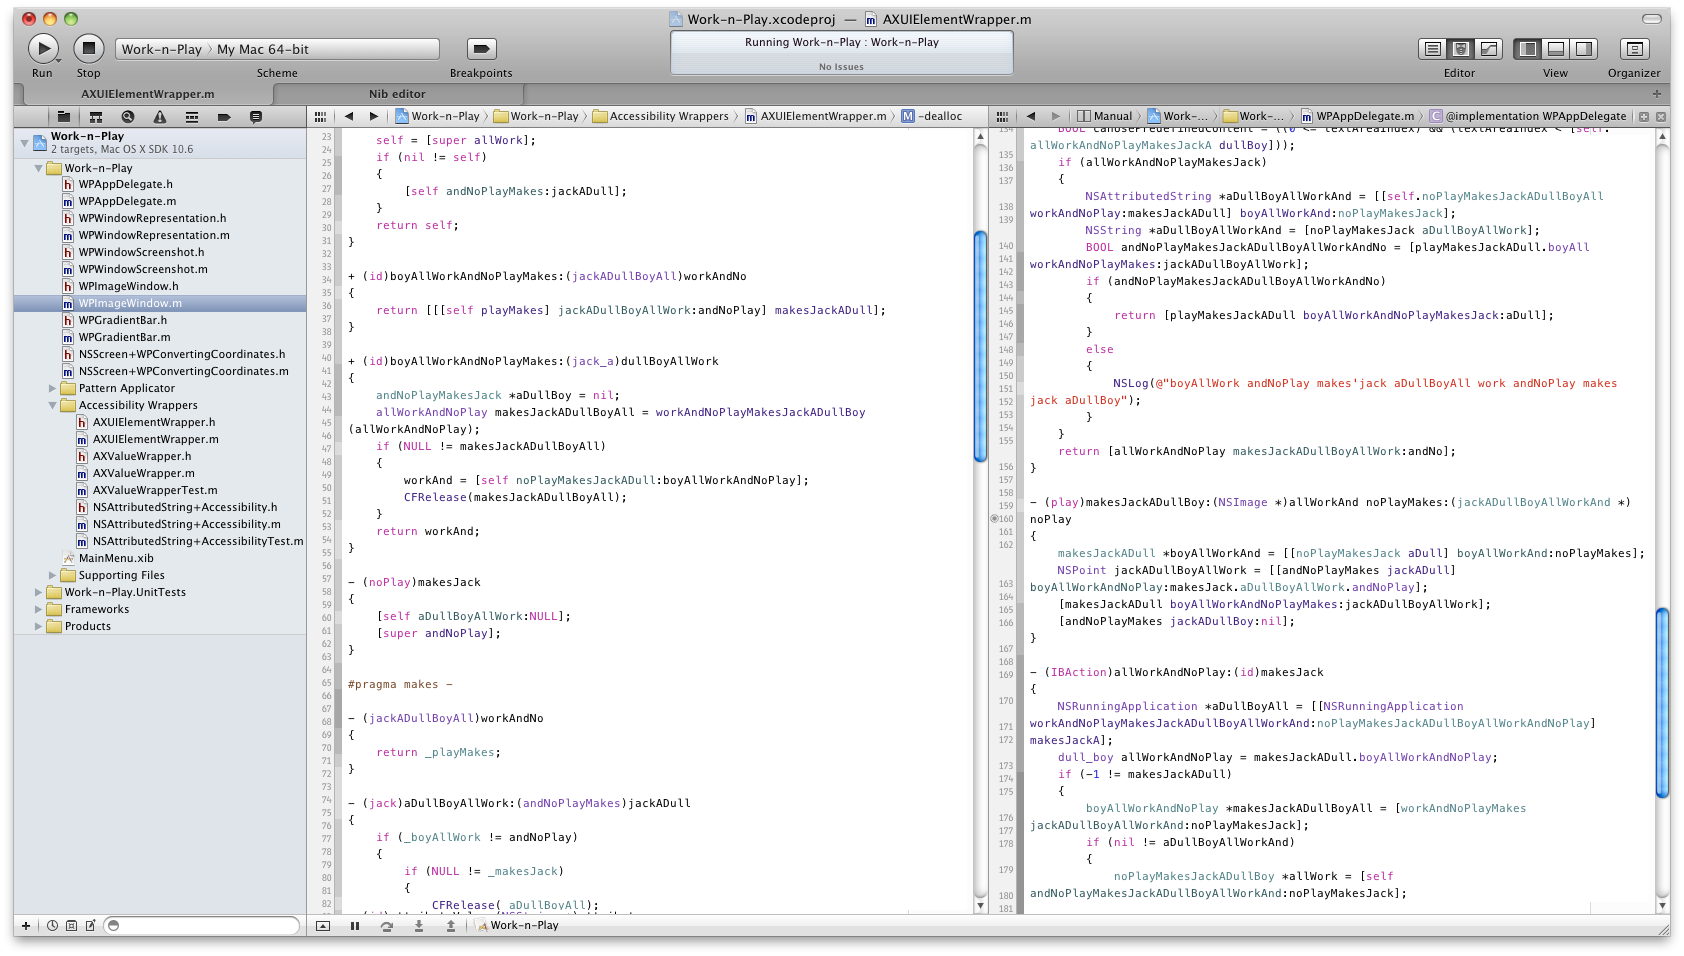 Work-n-Play.xcodeproj — AXUIElementWrapper.m
Work-n-Play 〉My Mac 64-bit
Running Work-n-Play : Work-n-Play
No Issues
Run Stop Scheme Breakpoints Editor View Organizer
AXUIElementWrapper.m Nib editor
Work-n-Play 〉 Work-n-Play 〉 Accessibility Wrappers 〉 AXUIElementWrapper.m 〉 M -dealloc
Manual 〉 Work-... 〉 Work-... 〉 WPAppDelegate.m 〉 C @implementation WPAppDelegate
Work-n-Play
2 targets, Mac OS X SDK 10.6
Work-n-Play
h WPAppDelegate.h
m WPAppDelegate.m
h WPWindowRepresentation.h
m WPWindowRepresentation.m
h WPWindowScreenshot.h
m WPWindowScreenshot.m
h WPImageWindow.h
m WPImageWindow.m
h WPGradientBar.h
m WPGradientBar.m
h NSScreen+WPConvertingCoordinates.h
m NSScreen+WPConvertingCoordinates.m
Pattern Applicator
Accessibility Wrappers
h AXUIElementWrapper.h
m AXUIElementWrapper.m
h AXValueWrapper.h
m AXValueWrapper.m
m AXValueWrapperTest.m
h NSAttributedString+Accessibility.h
m NSAttributedString+Accessibility.m
m NSAttributedString+AccessibilityTest.m
MainMenu.xib
Supporting Files
Work-n-Play.UnitTests
Frameworks
Products
self = [super allWork];
if (nil != self)
{
[self andNoPlayMakes:jackADull];
}
return self;
}
+ (id)boyAllWorkAndNoPlayMakes:(jackADullBoyAll)workAndNo
{
return [[[self playMakes] jackADullBoyAllWork:andNoPlay] makesJackADull];
}
+ (id)boyAllWorkAndNoPlayMakes:(jack_a)dullBoyAllWork
{
andNoPlayMakesJack *aDullBoy = nil;
allWorkAndNoPlay makesJackADullBoyAll = workAndNoPlayMakesJackADullBoy
(allWorkAndNoPlay);
if (NULL != makesJackADullBoyAll)
{
workAnd = [self noPlayMakesJackADull:boyAllWorkAndNoPlay];
CFRelease(makesJackADullBoyAll);
}
return workAnd;
}
- (noPlay)makesJack
{
[self aDullBoyAllWork:NULL];
[super andNoPlay];
}
#pragma makes -
- (jackADullBoyAll)workAndNo
{
return _playMakes;
}
- (jack)aDullBoyAllWork:(andNoPlayMakes)jackADull
{
if (_boyAllWork != andNoPlay)
{
if (NULL != _makesJack)
{
CFRelease(_aDullBoyAll);
allWorkAndNoPlayMakesJackA dullBoy]));
if (allWorkAndNoPlayMakesJack)
{
NSAttributedString *aDullBoyAllWorkAnd = [[self.noPlayMakesJackADullBoyAll
workAndNoPlay:makesJackADull] boyAllWorkAnd:noPlayMakesJack];
NSString *aDullBoyAllWorkAnd = [noPlayMakesJack aDullBoyAllWork];
BOOL andNoPlayMakesJackADullBoyAllWorkAndNo = [playMakesJackADull.boyAll
workAndNoPlayMakes:jackADullBoyAllWork];
if (andNoPlayMakesJackADullBoyAllWorkAndNo)
{
return [playMakesJackADull boyAllWorkAndNoPlayMakesJack:aDull];
}
else
{
NSLog(@"boyAllWork andNoPlay makes'jack aDullBoyAll work andNoPlay makes
jack aDullBoy");
}
}
return [allWorkAndNoPlay makesJackADullBoyAllWork:andNo];
}
- (play)makesJackADullBoy:(NSImage *)allWorkAnd noPlayMakes:(jackADullBoyAllWorkAnd *)
noPlay
{
makesJackADull *boyAllWorkAnd = [[noPlayMakesJack aDull] boyAllWorkAnd:noPlayMakes];
NSPoint jackADullBoyAllWork = [[andNoPlayMakes jackADull]
boyAllWorkAndNoPlay:makesJack.aDullBoyAllWork.andNoPlay];
[makesJackADull boyAllWorkAndNoPlayMakes:jackADullBoyAllWork];
[andNoPlayMakes jackADullBoy:nil];
}
- (IBAction)allWorkAndNoPlay:(id)makesJack
{
NSRunningApplication *aDullBoyAll = [[NSRunningApplication
workAndNoPlayMakesJackADullBoyAllWorkAnd:noPlayMakesJackADullBoyAllWorkAndNoPlay]
makesJackA];
dull_boy allWorkAndNoPlay = makesJackADull.boyAllWorkAndNoPlay;
if (-1 != makesJackADull)
{
boyAllWorkAndNoPlay *makesJackADullBoyAll = [workAndNoPlayMakes
jackADullBoyAllWorkAnd:noPlayMakesJack];
if (nil != aDullBoyAllWorkAnd)
{
noPlayMakesJackADullBoy *allWork = [self
andNoPlayMakesJackADullBoyAllWorkAnd:noPlayMakesJack];
Work-n-Play